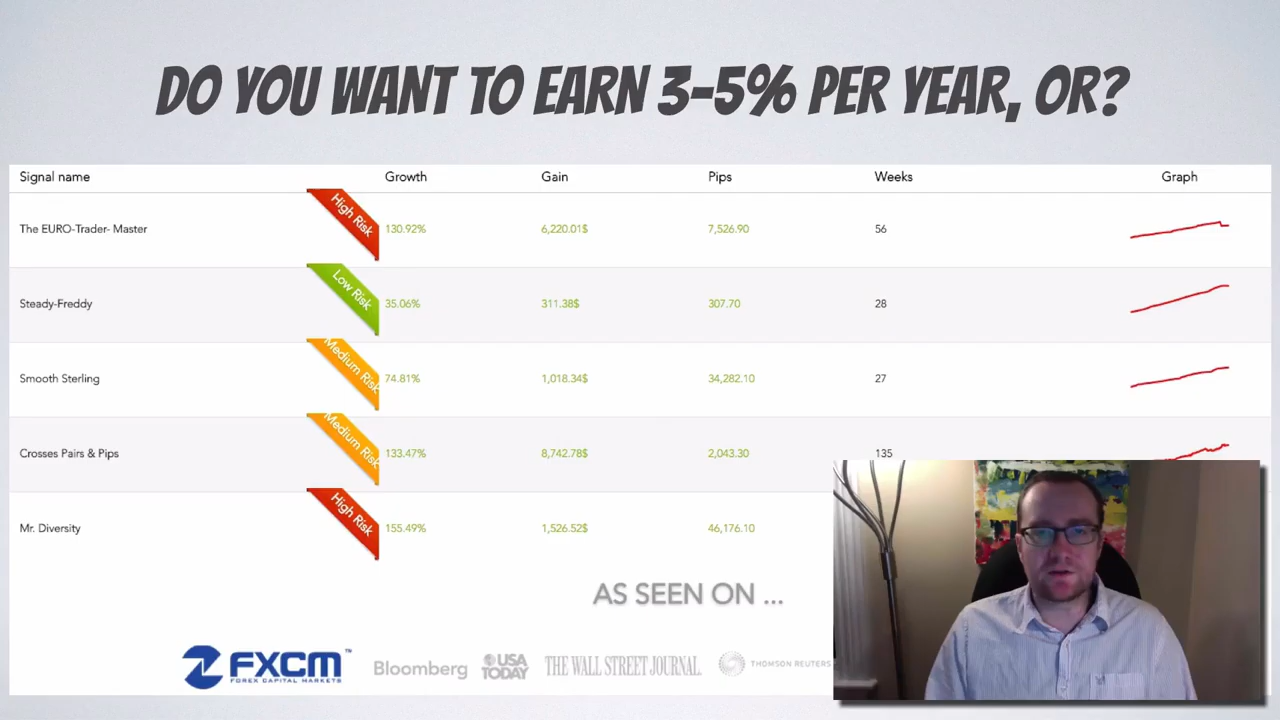 DO YOU WANT TO EARN 3-5% PER YEAR, OR?
Signal name Growth Gain Pips Weeks Graph
The EURO-Trader- Master High Risk 130.92% 6,220.01$ 7,526.90 56
Steady-Freddy Low Risk 35.06% 311.38$ 307.70 28
Smooth Sterling Medium Risk 74.81% 1,018.34$ 34,282.10 27
Crosses Pairs & Pips Medium Risk 133.47% 8,742.78$ 2,043.30 135
Mr. Diversity High Risk 155.49% 1,526.52$ 46,176.10
AS SEEN ON ...
FXCM™
FOREX CAPITAL MARKETS
Bloomberg
USA
TODAY
THE WALL STREET JOURNAL.
THOMSON REUTERS